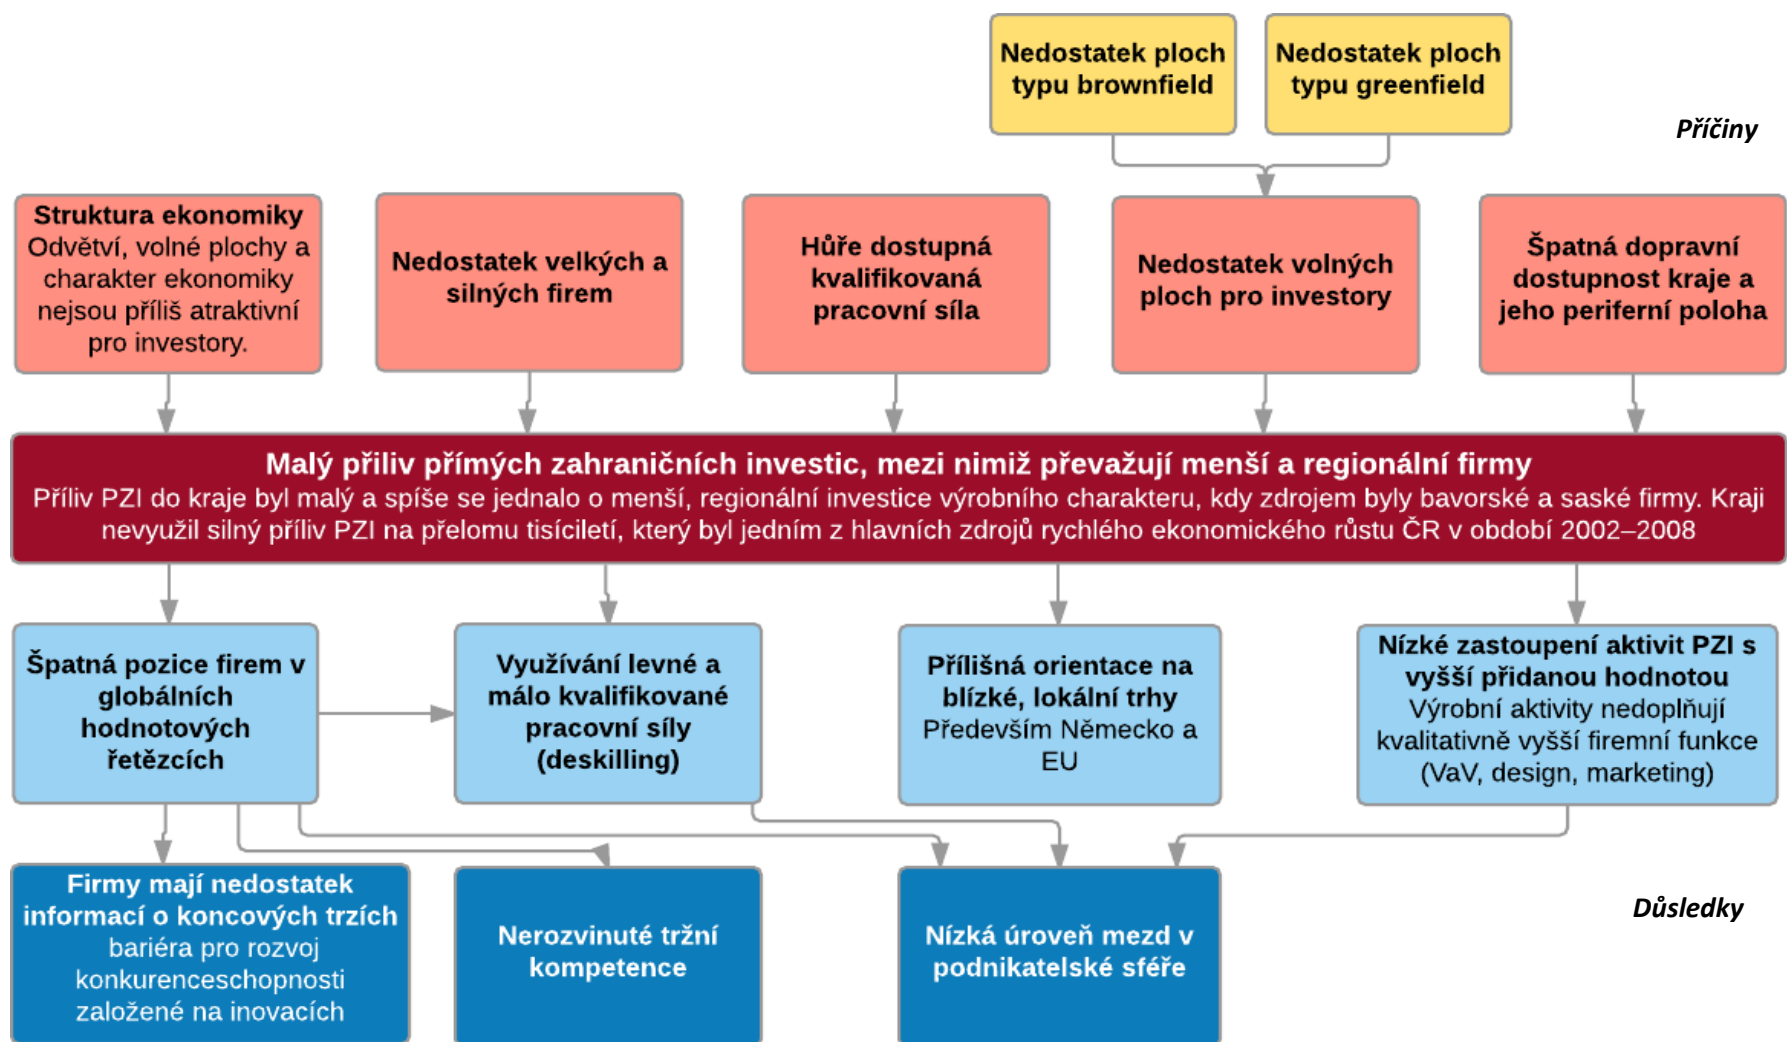 Nedostatek ploch
typu brownfield
Nedostatek ploch
typu greenfield
Příčiny
Struktura ekonomiky
Odvětví, volné plochy a
charakter ekonomiky
nejsou příliš atraktivní
pro investory.
Nedostatek velkých a
silných firem
Hůře dostupná
kvalifikovaná
pracovní síla
Nedostatek volných
ploch pro investory
Špatná dopravní
dostupnost kraje a
jeho periferní poloha
Malý příliv přímých zahraničních investic, mezi nimiž převažují menší a regionální firmy
Příliv PZI do kraje byl malý a spíše se jednalo o menší, regionální investice výrobního charakteru, kdy zdrojem byly bavorské a saské firmy. Kraji
nevyužil silný příliv PZI na přelomu tisíciletí, který byl jedním z hlavních zdrojů rychlého ekonomického růstu ČR v období 2002–2008
Špatná pozice firem v
globálních
hodnotových
řetězcích
Využívání levné a
málo kvalifikované
pracovní síly
(deskilling)
Přílišná orientace na
blízké, lokální trhy
Především Německo a
EU
Nízké zastoupení aktivit PZI s
vyšší přidanou hodnotou
Výrobní aktivity nedoplňují
kvalitativně vyšší firemní funkce
(VaV, design, marketing)
Firmy mají nedostatek
informací o koncových trzích
bariéra pro rozvoj
konkurenceschopnosti
založené na inovacích
Nerozvinuté tržní
kompetence
Nízká úroveň mezd v
podnikatelské sféře
Důsledky